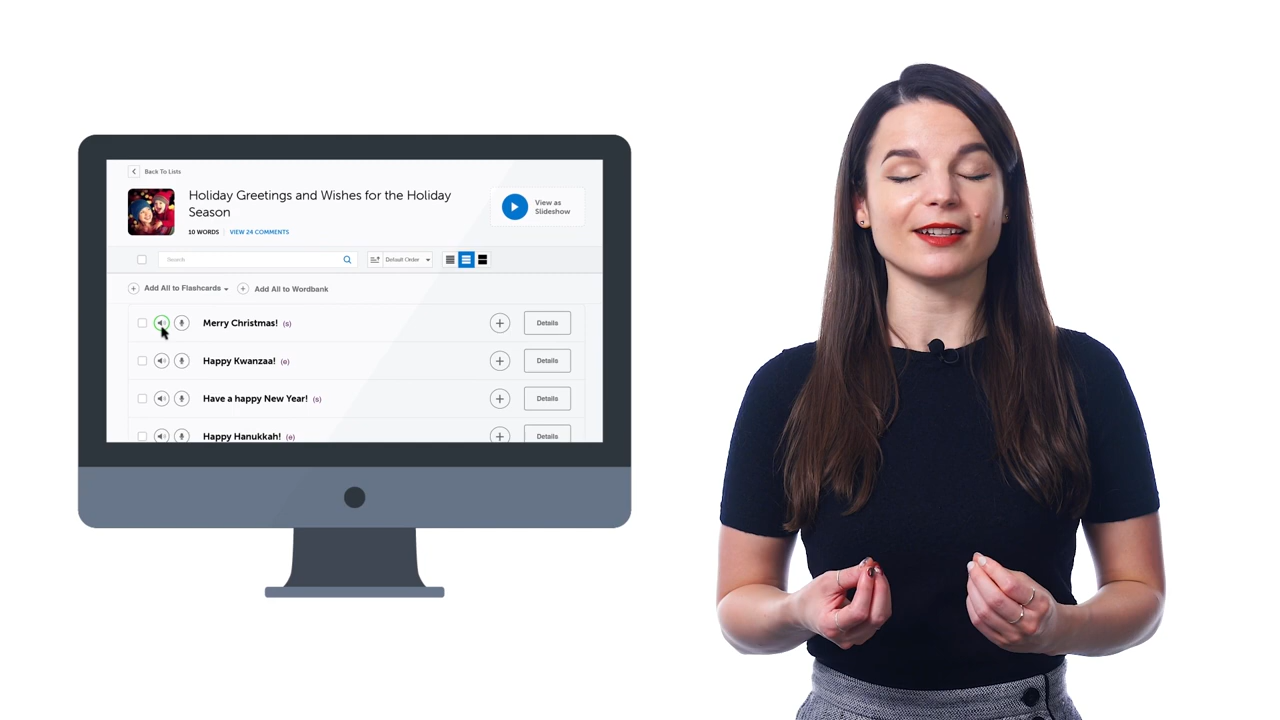 Back To Lists
Holiday Greetings and Wishes for the Holiday
Season
10 WORDS | VIEW 24 COMMENTS
View as
Slideshow
Search
Default Order
Add All to Flashcards
Add All to Wordbank
Merry Christmas! (s)
Details
Happy Kwanzaa! (e)
Details
Have a happy New Year! (s)
Details
Happy Hanukkah! (e)
Details